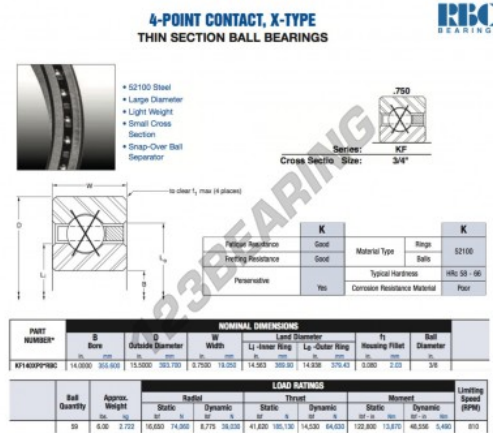 4-POINT CONTACT, X-TYPE
THIN SECTION BALL BEARINGS
RBC
BEARINGS
• 52100 Steel
• Large Diameter
• Light Weight
• Small Cross
Section
• Snap-Over Ball
Separator
.750
Series: KF
Cross Sectio Size: 3/4"
W
to clear f₁ max (4 places)
D
B
123BEARING
K K
Fatigue Resistance Good Material Type Rings 52100
Fretting Resistance Good Balls
Perservative Yes Typical Hardness HRc 58 - 66
Corrosion Resistance Material Poor
PART NUMBER* NOMINAL DIMENSIONS
B Bore D Outside Diameter W Width Land Diameter f₁ Housing Fillet Ball Diameter
Lᵢ -Inner Ring Lₒ -Outer Ring
in. mm in. mm in. mm in. mm in. mm in. mm in.
KF140XP0*RBC 14.0000 355.600 15.5000 393.700 0.7500 19.050 14.563 369.90 14.938 379.43 0.080 2.03 3/8
Ball Quantity Approx. Weight LOAD RATINGS Limiting Speed (RPM)
Radial Thrust Moment
Static Dynamic Static Dynamic Static Dynamic
lbs. kg lbf N lbf N lbf N lbf N lbf - in Nm lbf - in Nm
59 6.00 2.722 16,650 74,060 8,775 39,030 41,620 185,130 14,530 64,630 122,800 13,870 48,558 5,490 810